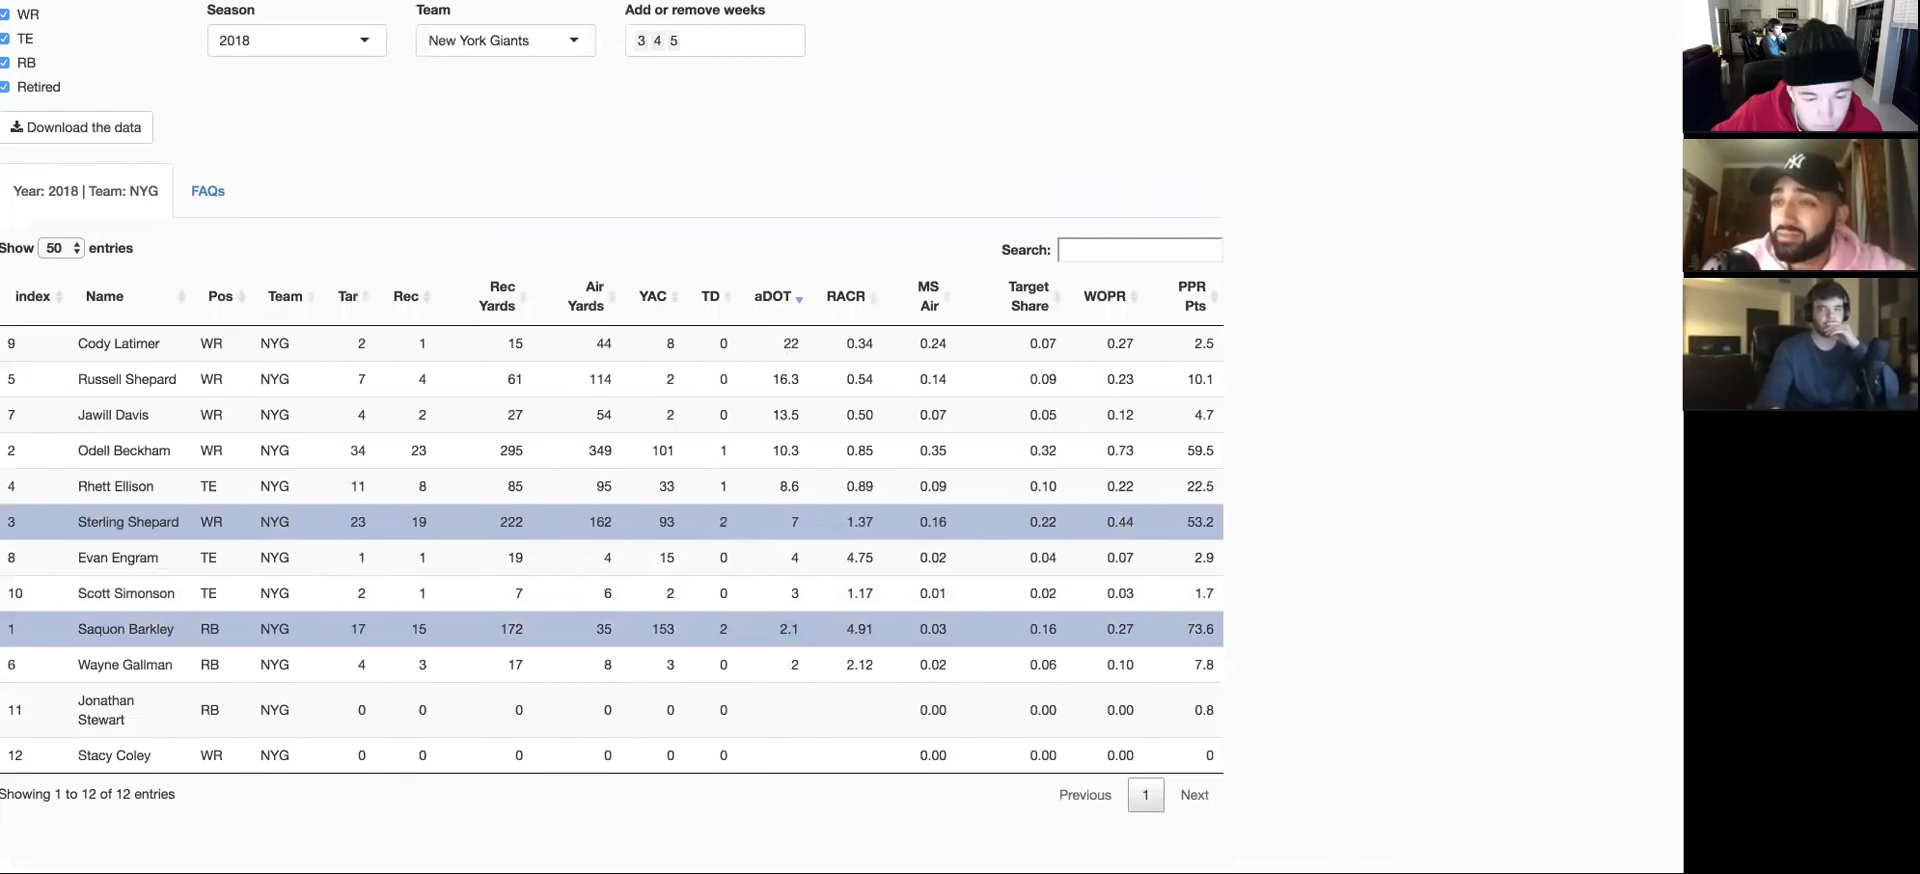 WR
TE
RB
Retired
Season
2018
Team
New York Giants
Add or remove weeks
3 4 5
Download the data
Year: 2018 | Team: NYG
FAQs
Show 50 entries
Search:
index Name Pos Team Tar Rec Rec Yards Air Yards YAC TD aDOT RACR MS Air Target Share WOPR PPR Pts
9 Cody Latimer WR NYG 2 1 15 44 8 0 22 0.34 0.24 0.07 0.27 2.5
5 Russell Shepard WR NYG 7 4 61 114 2 0 16.3 0.54 0.14 0.09 0.23 10.1
7 Jawill Davis WR NYG 4 2 27 54 2 0 13.5 0.50 0.07 0.05 0.12 4.7
2 Odell Beckham WR NYG 34 23 295 349 101 1 10.3 0.85 0.35 0.32 0.73 59.5
4 Rhett Ellison TE NYG 11 8 85 95 33 1 8.6 0.89 0.09 0.10 0.22 22.5
3 Sterling Shepard WR NYG 23 19 222 162 93 2 7 1.37 0.16 0.22 0.44 53.2
8 Evan Engram TE NYG 1 1 19 4 15 0 4 4.75 0.02 0.04 0.07 2.9
10 Scott Simonson TE NYG 2 1 7 6 2 0 3 1.17 0.01 0.02 0.03 1.7
1 Saquon Barkley RB NYG 17 15 172 35 153 2 2.1 4.91 0.03 0.16 0.27 73.6
6 Wayne Gallman RB NYG 4 3 17 8 3 0 2 2.12 0.02 0.06 0.10 7.8
11 Jonathan Stewart RB NYG 0 0 0 0 0 0 0.00 0.00 0.00 0.8
12 Stacy Coley WR NYG 0 0 0 0 0 0 0.00 0.00 0.00 0
Showing 1 to 12 of 12 entries
Previous 1 Next